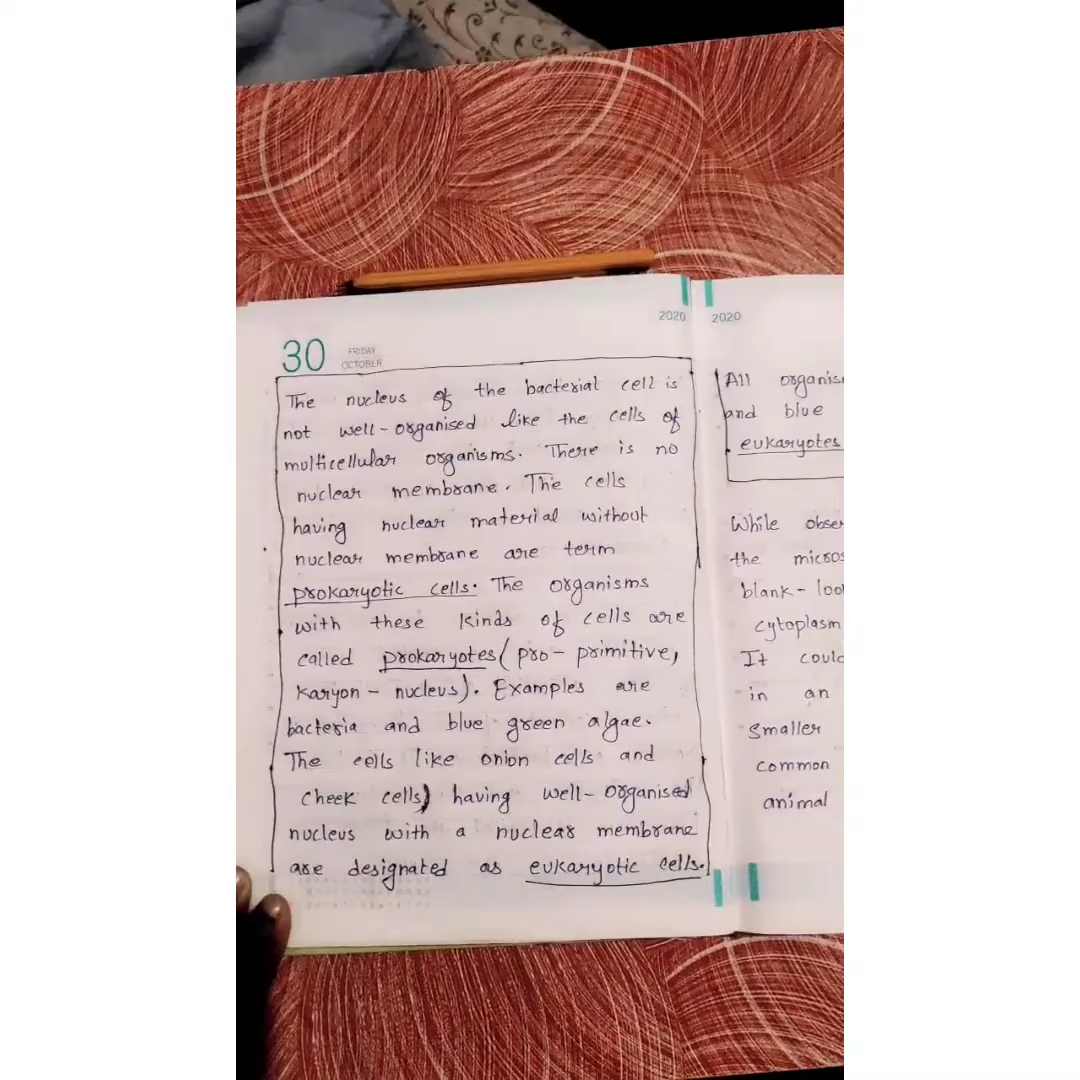 2020
30
FRIDAY
OCTOBER
The nucleus of the bacterial cell is
not well-organised like the cells of
multicellular organisms. There is no
nuclear membrane. The cells
having nuclear material without
nuclear membrane are term
prokaryotic cells. The organisms
with these kinds of cells are
called prokaryotes (pro- primitive,
karyon - nucleus). Examples are
bacteria and blue green algae.
The cells like onion cells and
cheek cells) having well-organised
nucleus with a nuclear membrane
are designated as eukaryotic cells.
2020
All
and blue
eukaryotes
While
the
blank-
cytoplasm
It
in an
smaller
common
animal